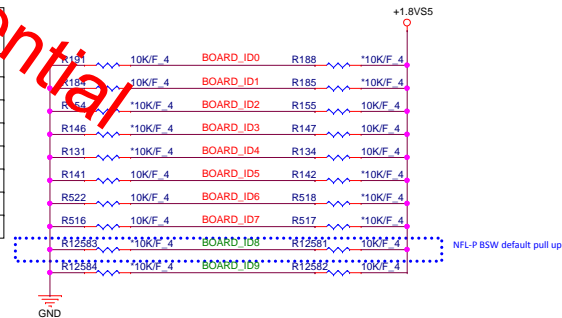 +1.8VS5
ntial
R191 10K/F_4 BOARD_ID0 R188 *10K/F_4
R184 10K/F_4 BOARD_ID1 R185 *10K/F_4
R154 *10K/F_4 BOARD_ID2 R155 10K/F_4
R146 *10K/F_4 BOARD_ID3 R147 10K/F_4
R131 *10K/F_4 BOARD_ID4 R134 10K/F_4
R141 10K/F_4 BOARD_ID5 R142 *10K/F_4
R522 10K/F_4 BOARD_ID6 R518 *10K/F_4
R516 10K/F_4 BOARD_ID7 R517 *10K/F_4
R12583 *10K/F_4 BOARD_ID8 R12581 10K/F_4 NFL-P BSW default pull up
R12584 *10K/F_4 BOARD_ID9 R12582 10K/F_4
GND